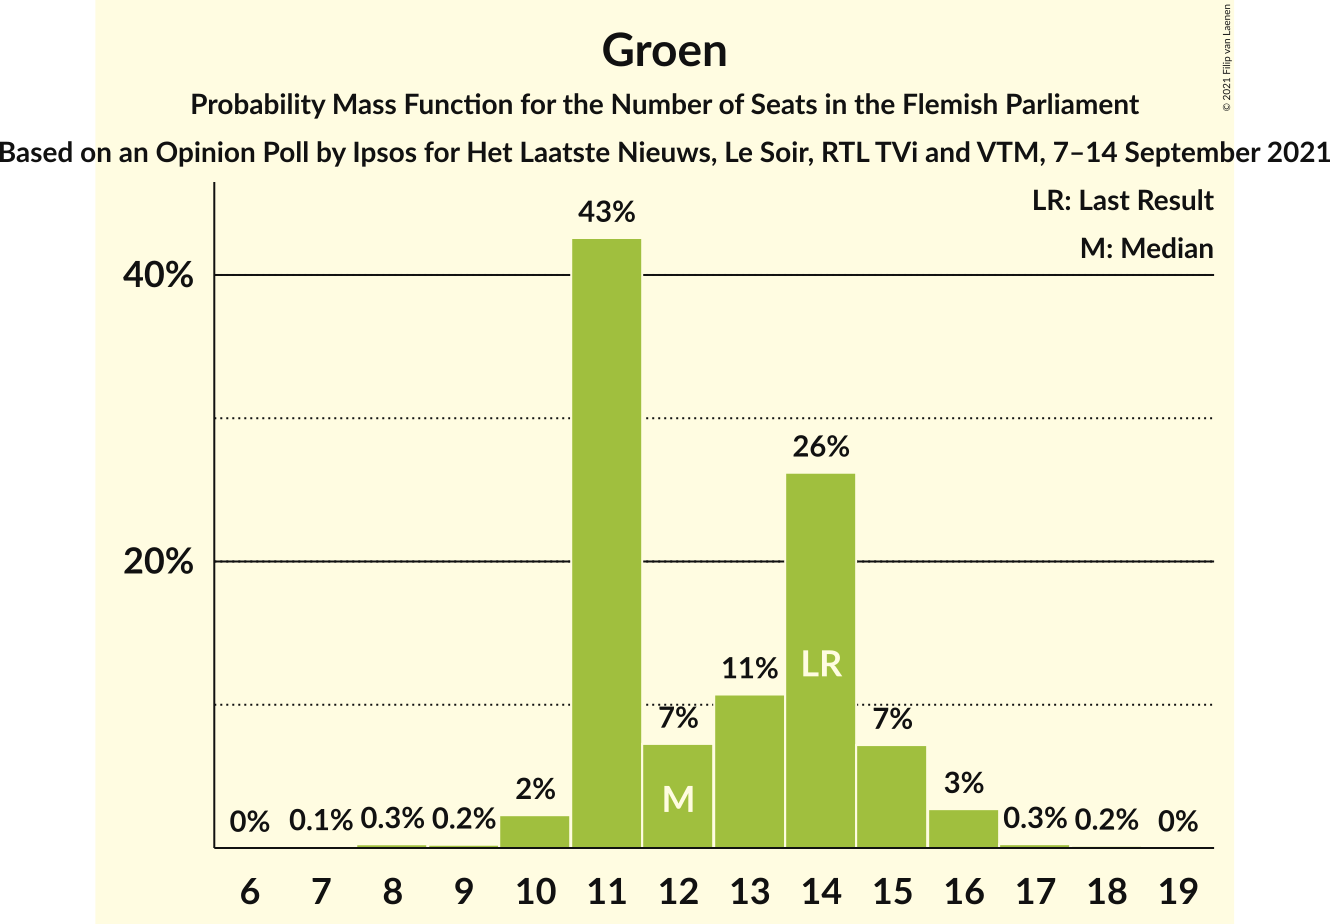 Groen
Probability Mass Function for the Number of Seats in the Flemish Parliament
Based on an Opinion Poll by Ipsos for Het Laatste Nieuws, Le Soir, RTL TVi and VTM, 7–14 September 2021
© 2021 Filip van Laenen
LR: Last Result
M: Median
43%
40%
26%
20%
LR
11%
7%
7%
M
3%
2%
0%
0.1%
0.3%
0.2%
0.3%
0.2%
0%
6 7 8 9 10 11 12 13 14 15 16 17 18 19